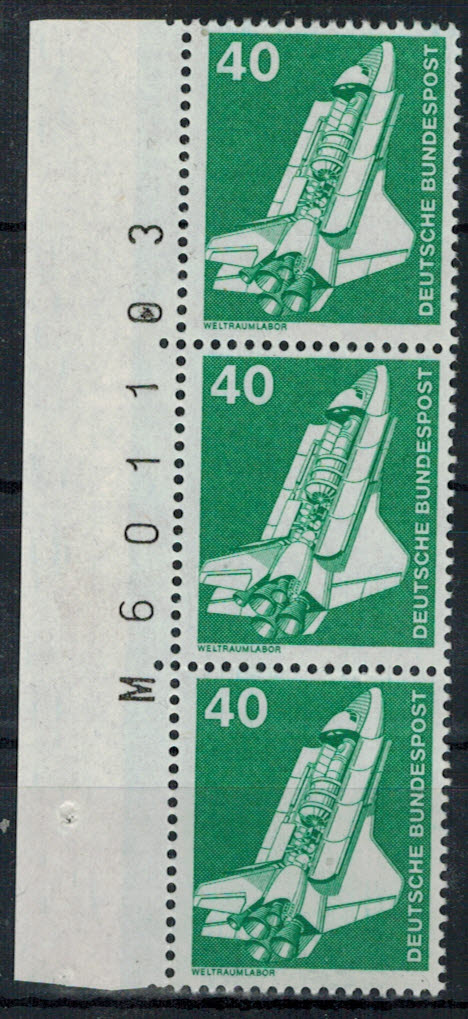 M 6 0 1 1 0 3
40
DEUTSCHE BUNDESPOST
WELTRAUMLABOR
40
DEUTSCHE BUNDESPOST
WELTRAUMLABOR
40
DEUTSCHE BUNDESPOST
WELTRAUMLABOR